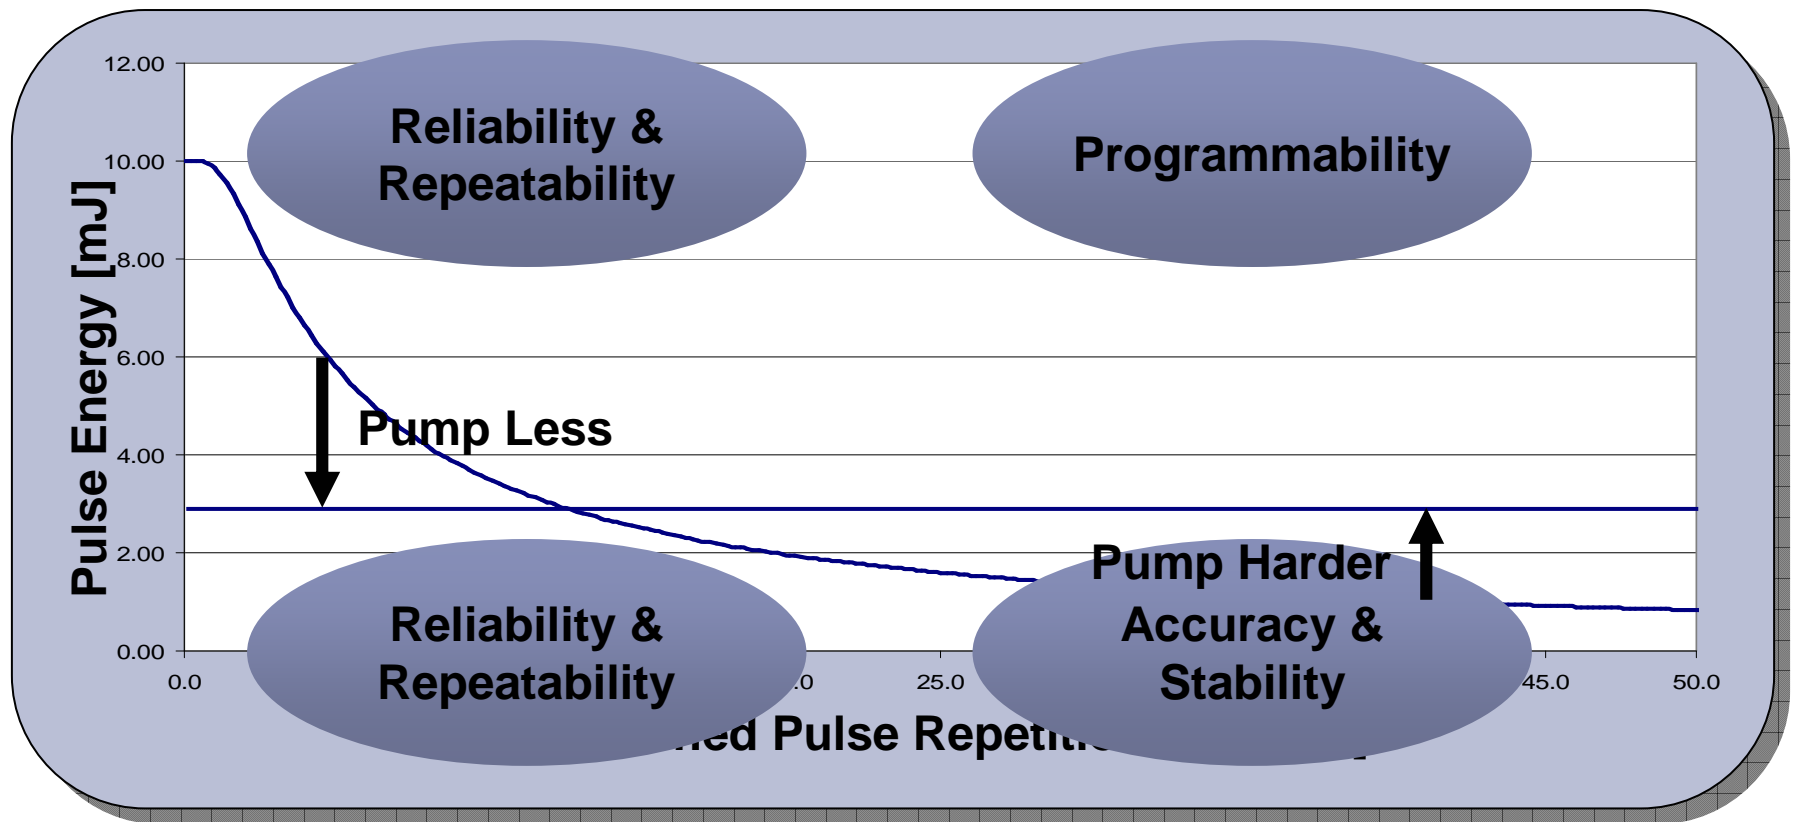 12.00
10.00
8.00
6.00
4.00
2.00
0.00
Pulse Energy [mJ]
Reliability &
Repeatability
Programmability
Pump Less
Pump Harder
Reliability &
Repeatability
Accuracy &
Stability
0.0
25.0
45.0
50.0
Pulse